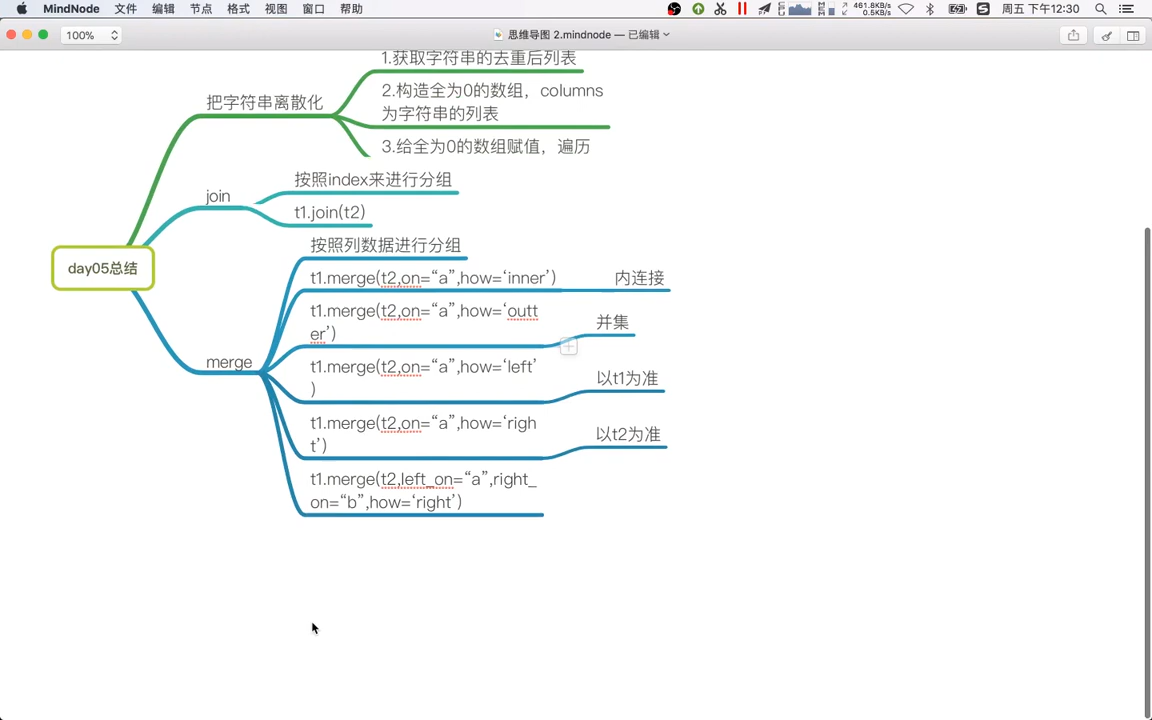 MindNode 文件 编辑 节点 格式 视图 窗口 帮助 461.8KB/s 0.5KB/s 周五 下午12:30
100% 思维导图 2.mindnode — 已编辑
1.获取字符串的去重后列表
把字符串离散化
2.构造全为0的数组，columns
为字符串的列表
3.给全为0的数组赋值，遍历
join
按照index来进行分组
t1.join(t2)
day05总结
merge
按照列数据进行分组
t1.merge(t2,on=“a”,how=‘inner’) 内连接
t1.merge(t2,on=“a”,how=‘outt
er’)
并集
t1.merge(t2,on=“a”,how=‘left’
)
以t1为准
t1.merge(t2,on=“a”,how=‘righ
t’)
以t2为准
t1.merge(t2,left_on=“a”,right_
on=“b”,how=‘right’)